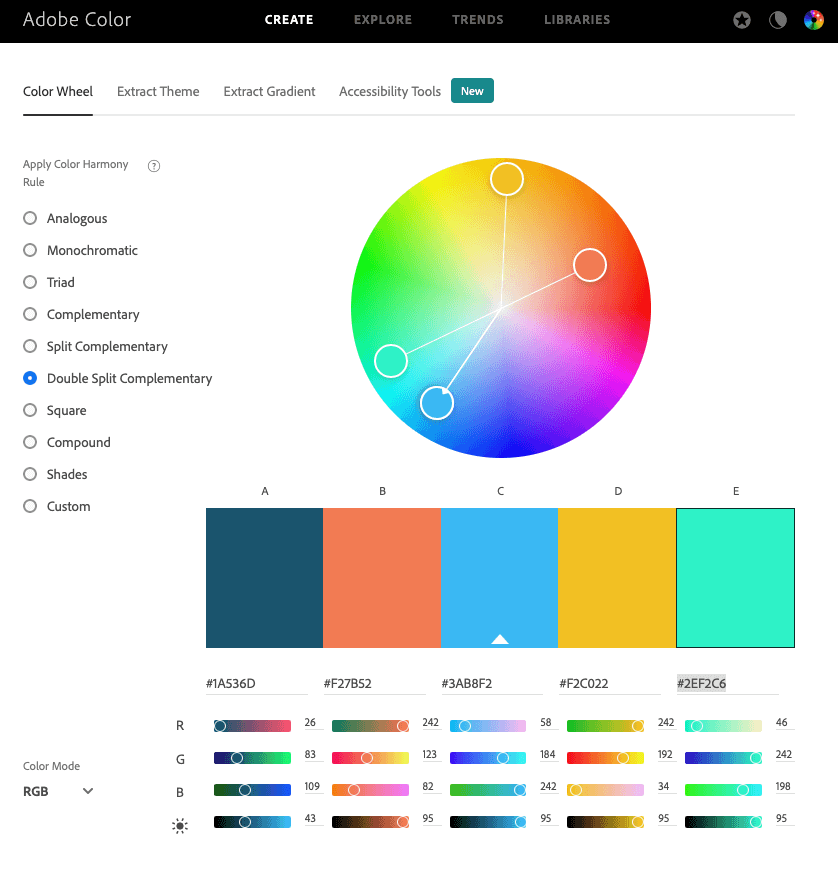 Adobe Color CREATE EXPLORE TRENDS LIBRARIES
Color Wheel Extract Theme Extract Gradient Accessibility Tools New
Apply Color Harmony
Rule
?
Analogous
Monochromatic
Triad
Complementary
Split Complementary
Double Split Complementary
Square
Compound
Shades
Custom
A B C D E
#1A536D #F27B52 #3AB8F2 #F2C022 #2EF2C6
R 26 242 58 242 46
G 83 123 184 192 242
B 109 82 242 34 198
43 95 95 95 95
Color Mode
RGB